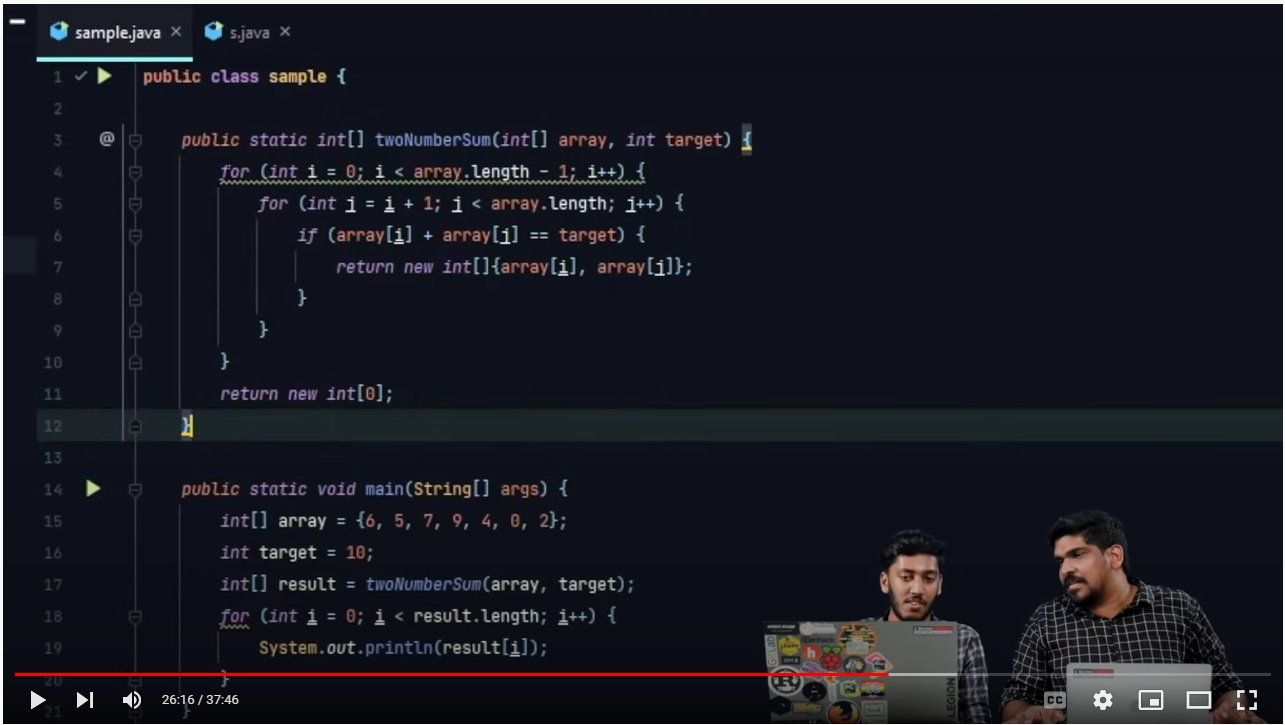 sample.java
s.java
1 public class sample {
2
3 @ public static int[] twoNumberSum(int[] array, int target) {
4 for (int i = 0; i < array.length - 1; i++) {
5 for (int j = i + 1; j < array.length; j++) {
6 if (array[i] + array[j] == target) {
7 return new int[]{array[i], array[j]};
8 }
9 }
10 }
11 return new int[0];
12 }
13
14 public static void main(String[] args) {
15 int[] array = {6, 5, 7, 9, 4, 0, 2};
16 int target = 10;
17 int[] result = twoNumberSum(array, target);
18 for (int i = 0; i < result.length; i++) {
19 System.out.println(result[i]);
20 }
21 }
LEGION
26:16 / 37:46
CC